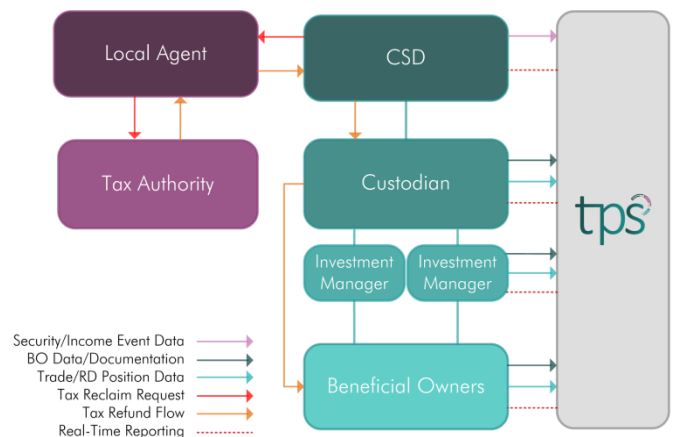 Local Agent
CSD
Tax Authority
Custodian
tps
Investment
Manager
Investment
Manager
Beneficial Owners
Security/Income Event Data
BO Data/Documentation
Trade/RD Position Data
Tax Reclaim Request
Tax Refund Flow
Real-Time Reporting